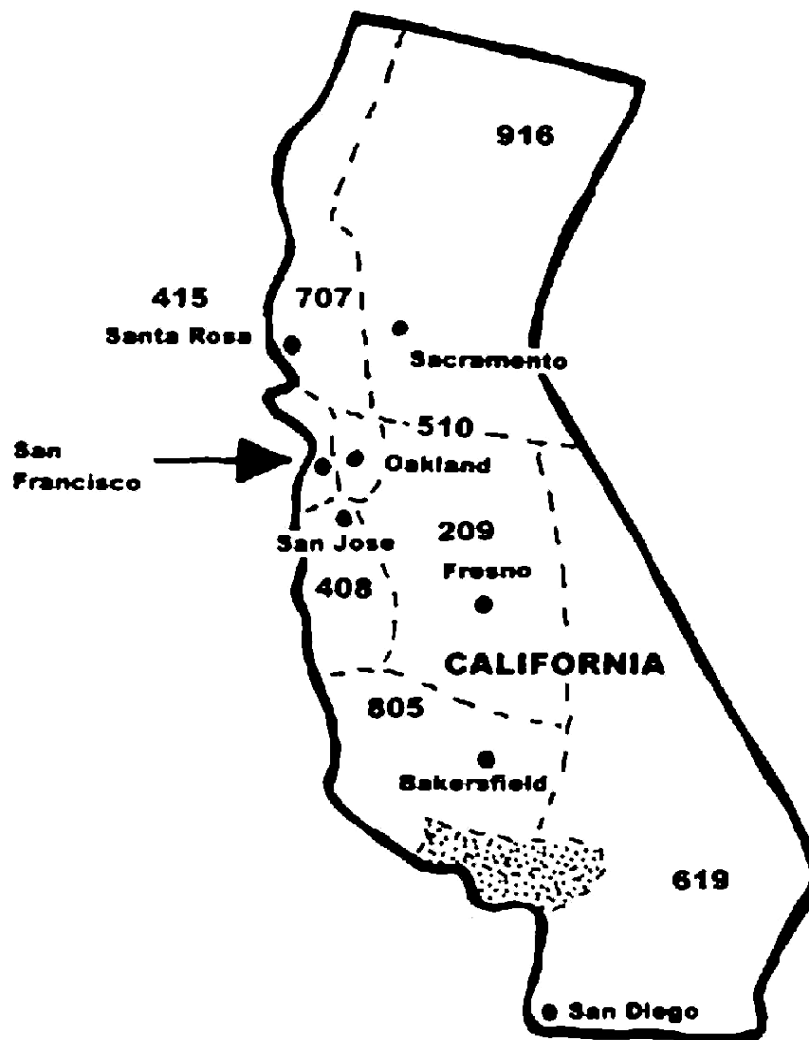 916
415
707
Santa Rosa
Sacramento
510
San
Francisco
Oakland
209
San Jose
Fresno
408
CALIFORNIA
805
Bakersfield
619
San Diego